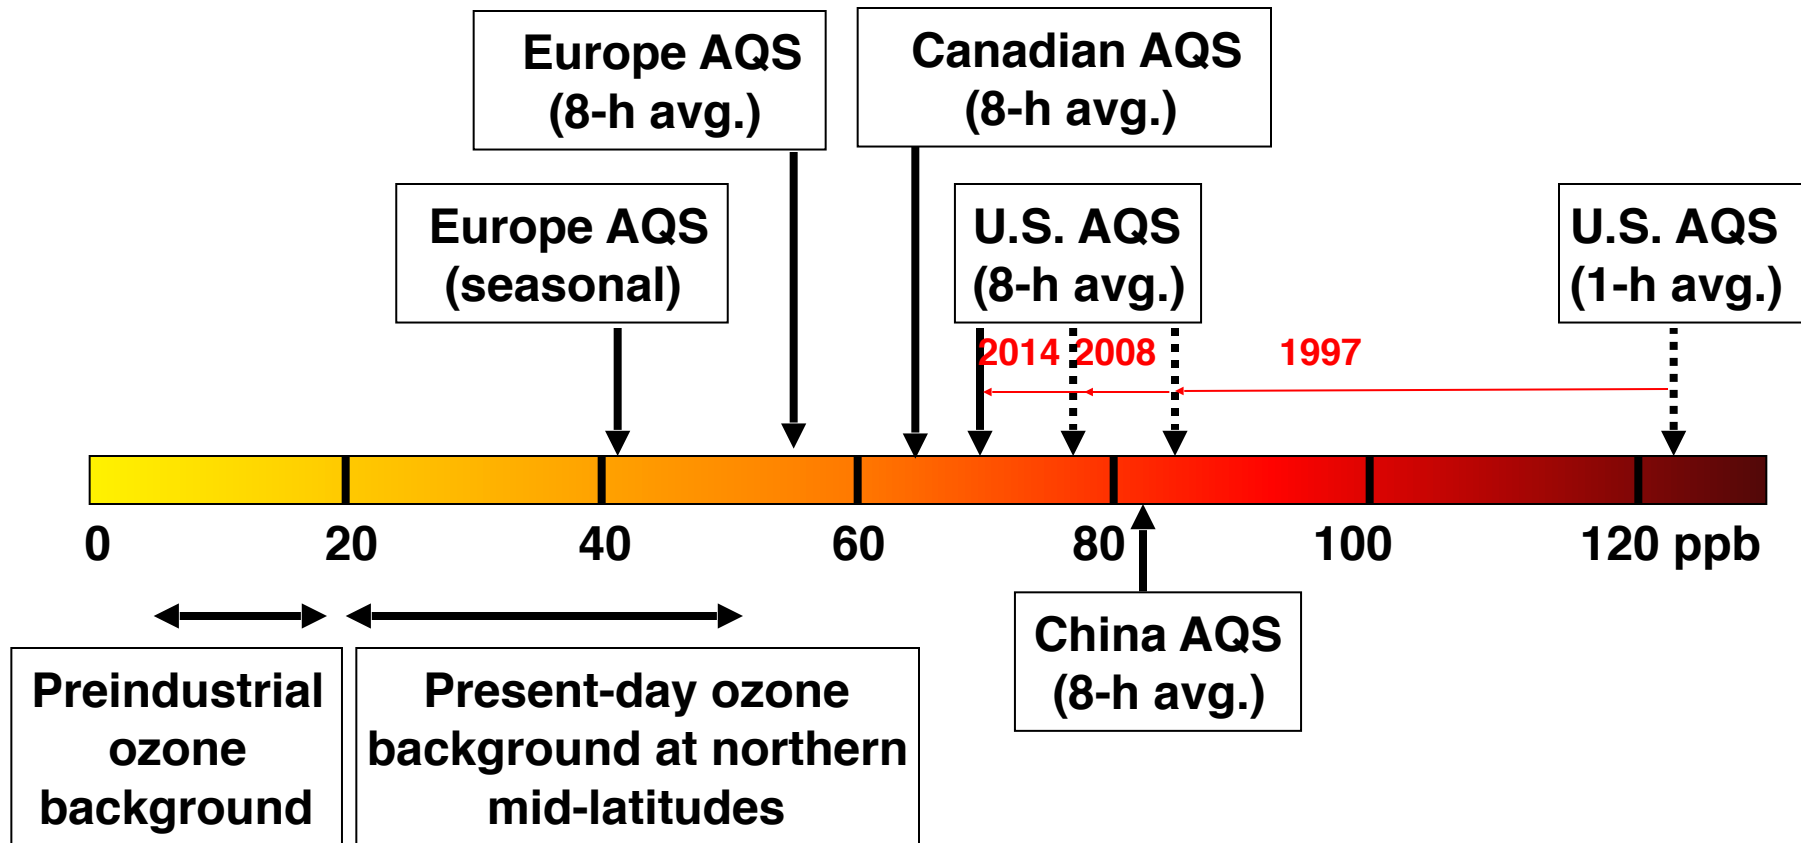 Europe AQS
(8-h avg.)
Canadian AQS
(8-h avg.)
Europe AQS
(seasonal)
U.S. AQS
(8-h avg.)
U.S. AQS
(1-h avg.)
2014 2008 1997
0 20 40 60 80 100 120 ppb
China AQS
(8-h avg.)
Preindustrial
ozone
background
Present-day ozone
background at northern
mid-latitudes